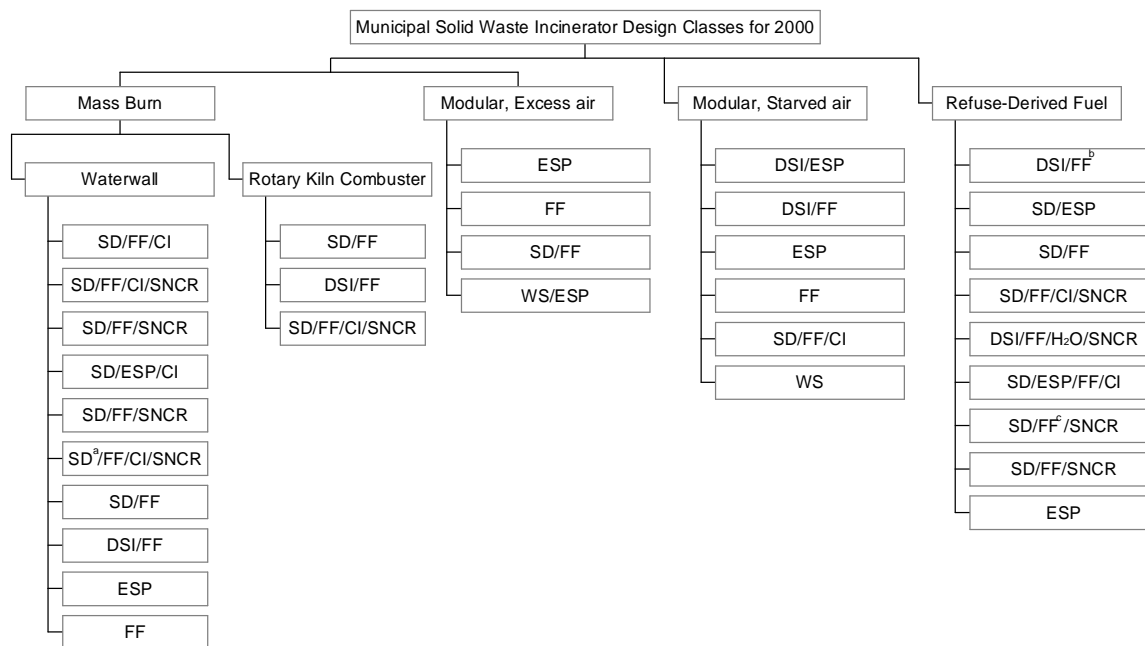 Municipal Solid Waste Incinerator Design Classes for 2000
Mass Burn
Waterwall
SD/FF/CI
SD/FF/CI/SNCR
SD/FF/SNCR
SD/ESP/CI
SD/FF/SNCR
SDᵃ/FF/CI/SNCR
SD/FF
DSI/FF
ESP
FF
Rotary Kiln Combuster
SD/FF
DSI/FF
SD/FF/CI/SNCR
Modular, Excess air
ESP
FF
SD/FF
WS/ESP
Modular, Starved air
DSI/ESP
DSI/FF
ESP
FF
SD/FF/CI
WS
Refuse-Derived Fuel
DSI/FFᵇ
SD/ESP
SD/FF
SD/FF/CI/SNCR
DSI/FF/H₂O/SNCR
SD/ESP/FF/CI
SD/FFᶜ/SNCR
SD/FF/SNCR
ESP